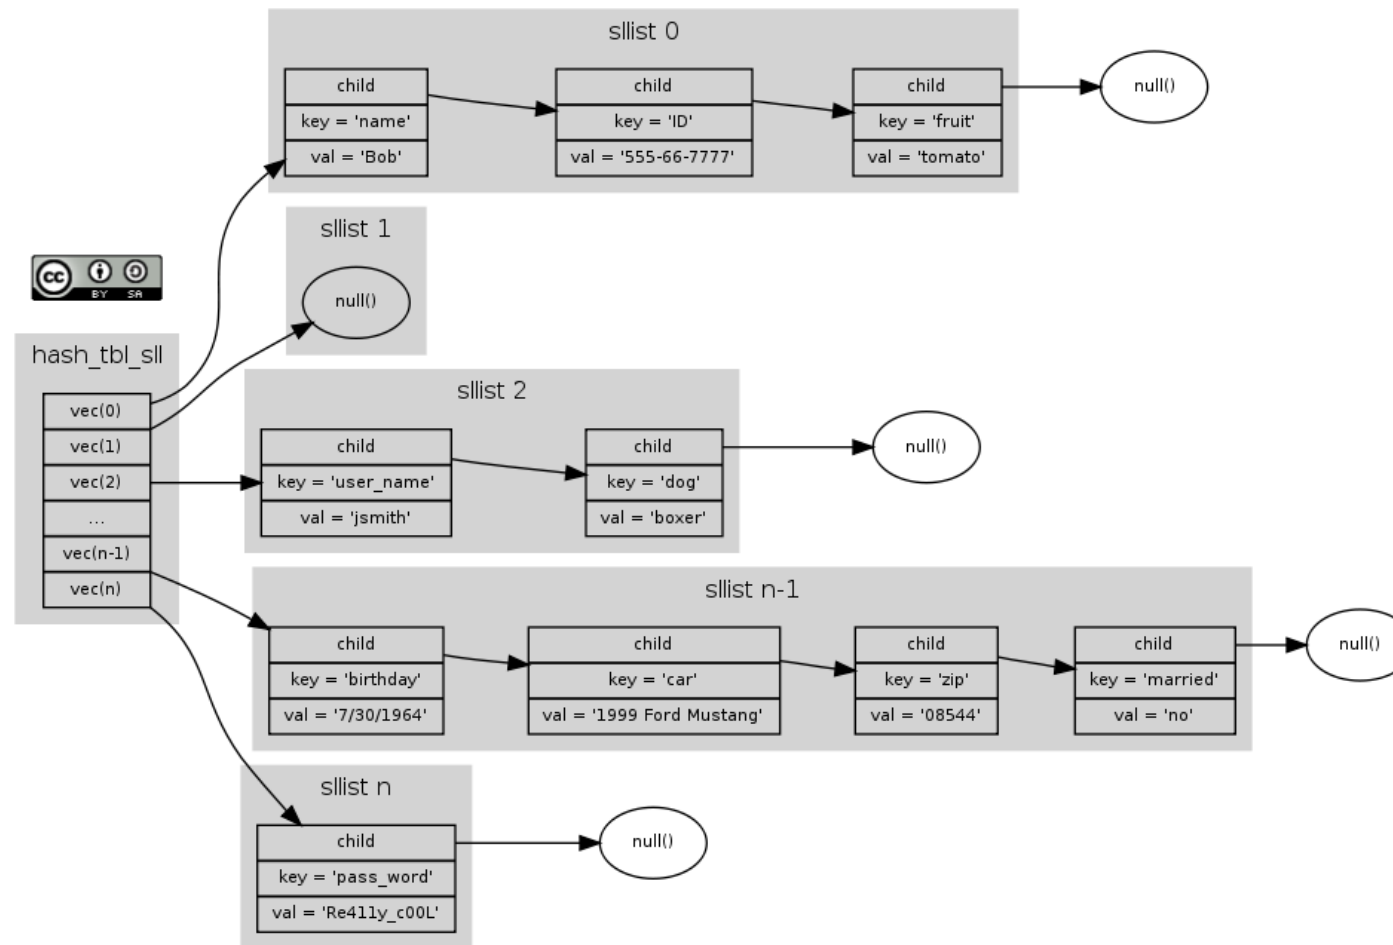 sllist 0
child
key = 'name'
val = 'Bob'
child
key = 'ID'
val = '555-66-7777'
child
key = 'fruit'
val = 'tomato'
null()
sllist 1
null()
cc
BY SA
hash_tbl_sll
vec(0)
vec(1)
vec(2)
...
vec(n-1)
vec(n)
sllist 2
child
key = 'user_name'
val = 'jsmith'
child
key = 'dog'
val = 'boxer'
null()
sllist n-1
child
key = 'birthday'
val = '7/30/1964'
child
key = 'car'
val = '1999 Ford Mustang'
child
key = 'zip'
val = '08544'
child
key = 'married'
val = 'no'
null()
sllist n
child
key = 'pass_word'
val = 'Re411y_c00L'
null()